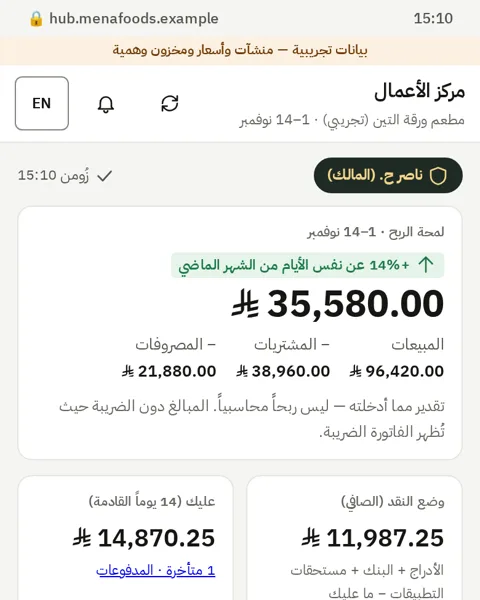 hub.menafoods.example 15:10
بيانات تجريبية — منشآت وأسعار ومخزون وهمية
مركز الأعمال
مطعم ورقة التين (تجريبي) · 1–14 نوفمبر
EN
ناصر ح. (المالك)
زُومن 15:10
لمحة الربح · 1–14 نوفمبر
+14% عن نفس الأيام من الشهر الماضي
35,580.00 ⃁
المبيعات – المشتريات – المصروفات
96,420.00 ⃁ 38,960.00 ⃁ 21,880.00 ⃁
تقدير مما أدخلته — ليس ربحاً محاسبياً. المبالغ دون الضريبة حيث
تُظهر الفاتورة الضريبة.
وضع النقد (الصافي)
11,987.25 ⃁
الأدراج + البنك + مستحقات
التطبيقات – ما عليك
عليك (14 يوماً القادمة)
14,870.25 ⃁
1 متأخرة · المدفوعات